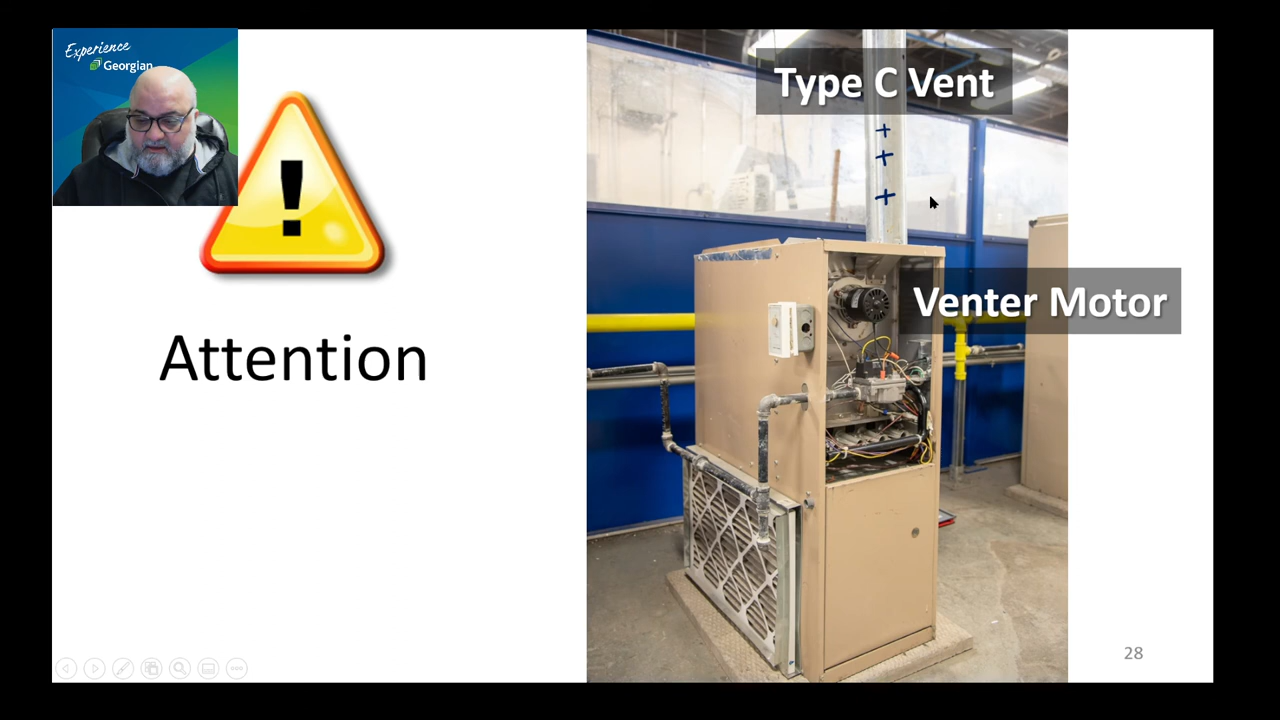 Experience
Georgian
Type C Vent
+
+
+
!
Venter Motor
Attention
28